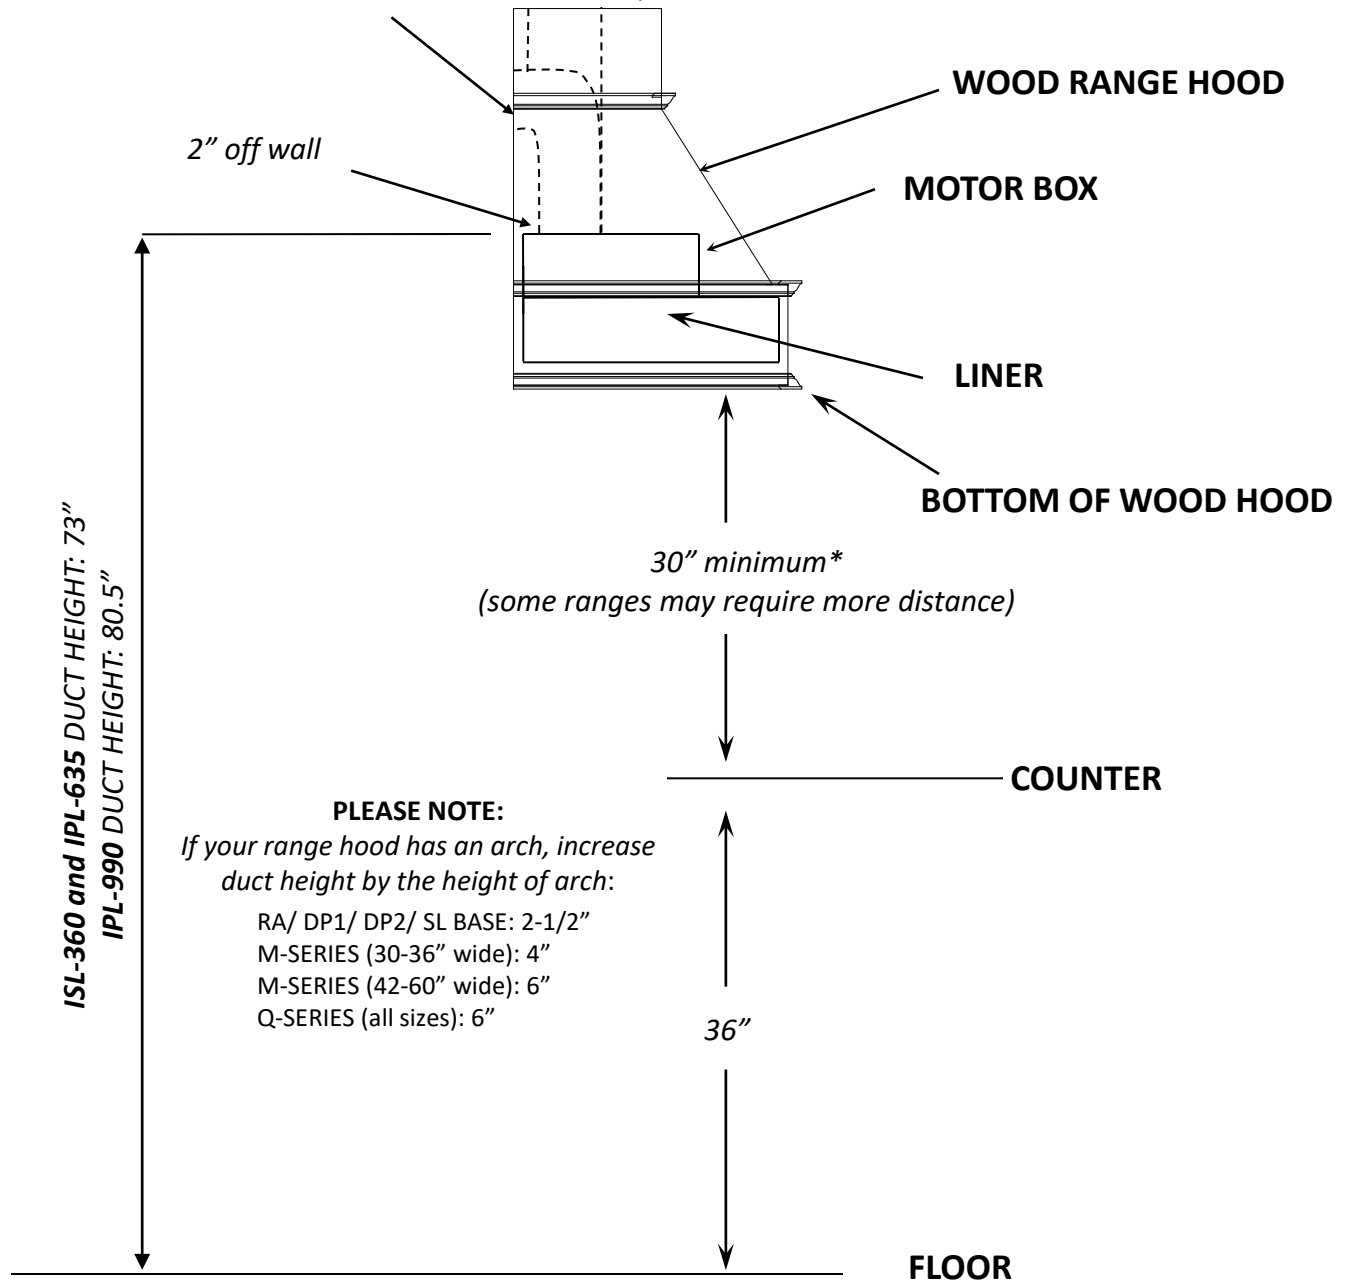 WOOD RANGE HOOD
2” off wall
MOTOR BOX
LINER
BOTTOM OF WOOD HOOD
30” minimum*
(some ranges may require more distance)
ISL-360 and IPL-635 DUCT HEIGHT: 73”
IPL-990 DUCT HEIGHT: 80.5”
COUNTER
PLEASE NOTE:
If your range hood has an arch, increase
duct height by the height of arch:
RA/ DP1/ DP2/ SL BASE: 2-1/2”
M-SERIES (30-36” wide): 4”
M-SERIES (42-60” wide): 6”
Q-SERIES (all sizes): 6”
36”
FLOOR